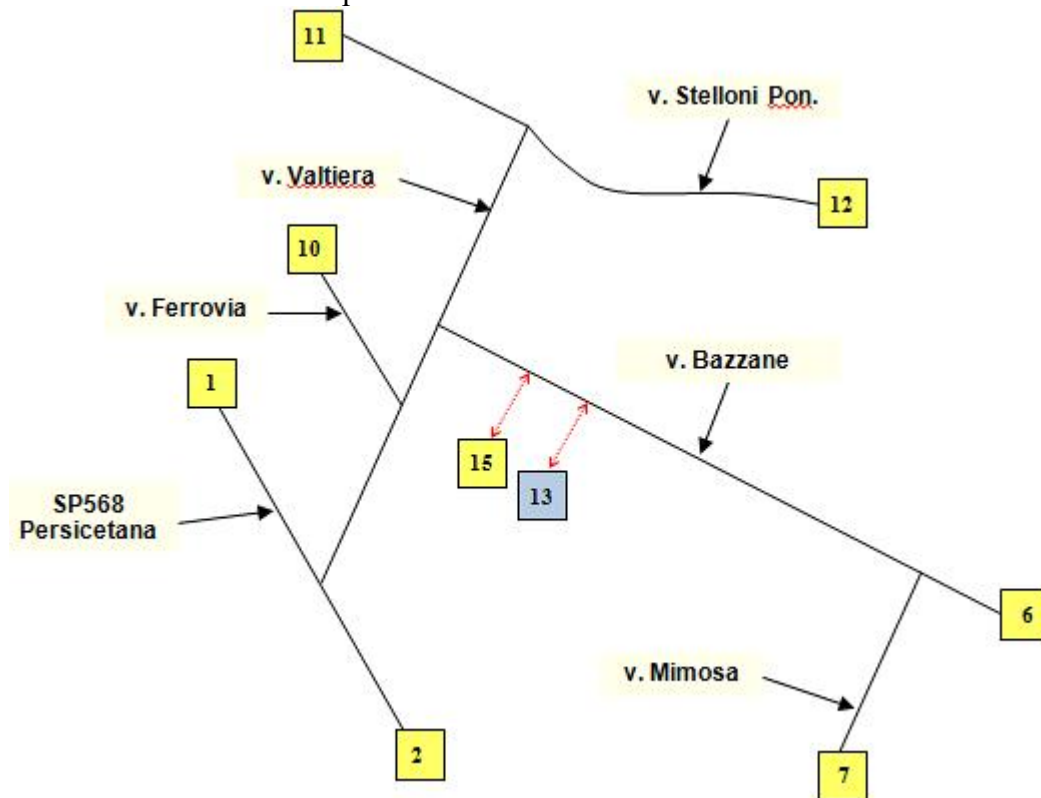 11
v. Stelloni Pon.
v. Valtiera
12
10
v. Ferrovia
v. Bazzane
1
15
13
SP568
Persicetana
6
v. Mimosa
2
7